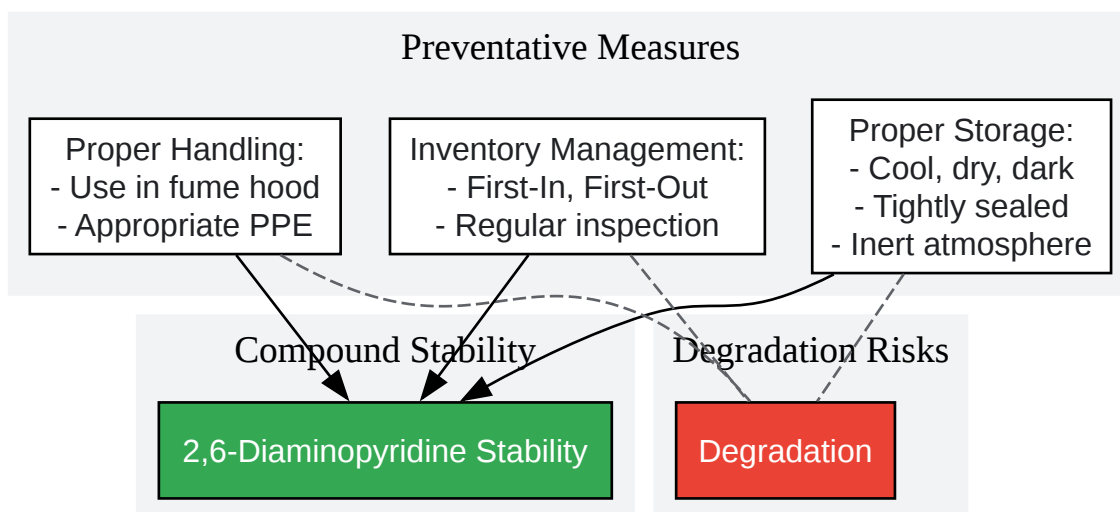 Preventative Measures
Proper Handling:
- Use in fume hood
- Appropriate PPE
Inventory Management:
- First-In, First-Out
- Regular inspection
Proper Storage:
- Cool, dry, dark
- Tightly sealed
- Inert atmosphere
Compound Stability
2,6-Diaminopyridine Stability
Degradation Risks
Degradation